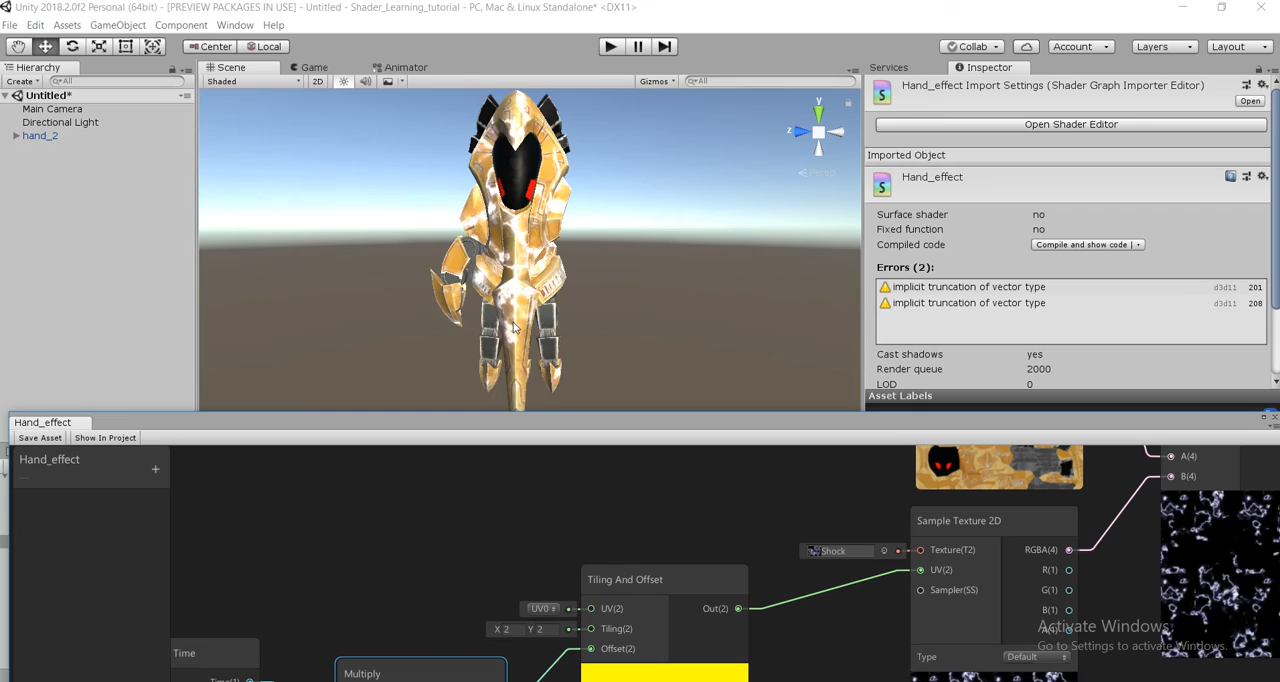 Unity 2018.2.0f2 Personal (64bit) - [PREVIEW PACKAGES IN USE] - Untitled - Shader_Learning_tutorial - PC, Mac & Linux Standalone* <DX11>
File Edit Assets GameObject Component Window Help
Center Local Collab Account Layers Layout
Hierarchy Scene Game Animator Services Inspector
Create All Shaded 2D Gizmos All
Untitled*
Main Camera
Directional Light
hand_2
y
z
Persp
Hand_effect Import Settings (Shader Graph Importer Editor)
Open
Open Shader Editor
Imported Object
Hand_effect
Surface shader no
Fixed function no
Compiled code Compile and show code
Errors (2):
implicit truncation of vector type d3d11 201
implicit truncation of vector type d3d11 208
Cast shadows yes
Render queue 2000
LOD 0
Asset Labels
Hand_effect
Save Asset Show In Project
Hand_effect +
A(4)
B(4)
Sample Texture 2D
Shock Texture(T2) RGBA(4)
UV(2) R(1)
Sampler(SS) G(1)
B(1)
A(1)
Type Default
Tiling And Offset
UV0 UV(2) Out(2)
X 2 Y 2 Tiling(2)
Offset(2)
Time
Time(1)
Multiply
Activate Windows
Go to Settings to activate Windows.